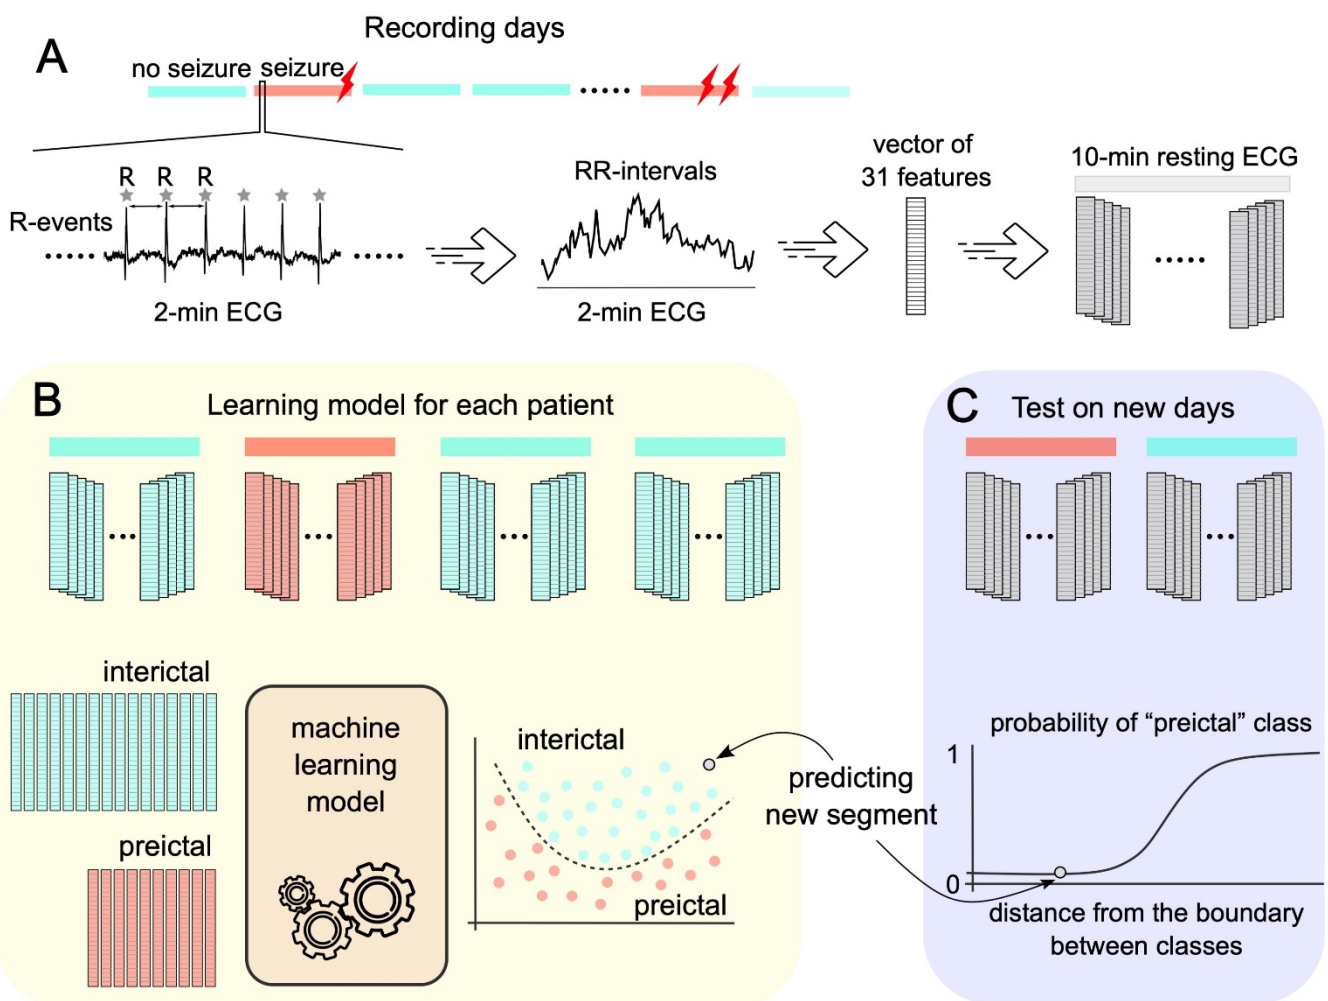 A
Recording days
no seizure seizure
R R R
R-events
2-min ECG
RR-intervals
2-min ECG
vector of
31 features
10-min resting ECG
B
Learning model for each patient
interictal
preictal
machine
learning
model
interictal
preictal
predicting
new segment
C
Test on new days
probability of “preictal” class
1
0
distance from the boundary
between classes